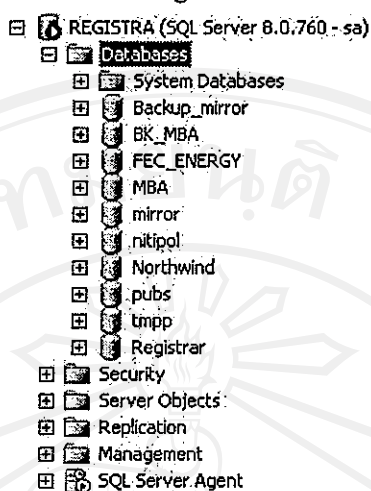 REGISTRA (SQL Server 8.0.760 - sa)
Databases
System Databases
Backup_mirror
BK_MBA
FEC_ENERGY
MBA
mirror
nitipol
Northwind
pubs
tmpp
Registrar
Security
Server Objects
Replication
Management
SQL Server Agent